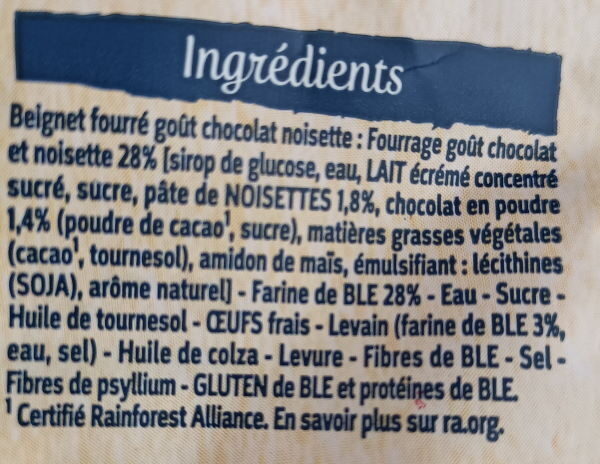 Ingrédients
Beignet fourré goût chocolat noisette : Fourrage goût chocolat
et noisette 28% [sirop de glucose, eau, LAIT écrémé concentré
sucré, sucre, pâte de NOISETTES 1,8%, chocolat en poudre
1,4% (poudre de cacao¹, sucre), matières grasses végétales
(cacao¹, tournesol), amidon de maïs, émulsifiant : lécithines
(SOJA), arôme naturel] - Farine de BLE 28% - Eau - Sucre -
Huile de tournesol - ŒUFS frais - Levain (farine de BLE 3%,
eau, sel) - Huile de colza - Levure - Fibres de BLE - Sel -
Fibres de psyllium - GLUTEN de BLE et protéines de BLE.
¹ Certifié Rainforest Alliance. En savoir plus sur ra.org.